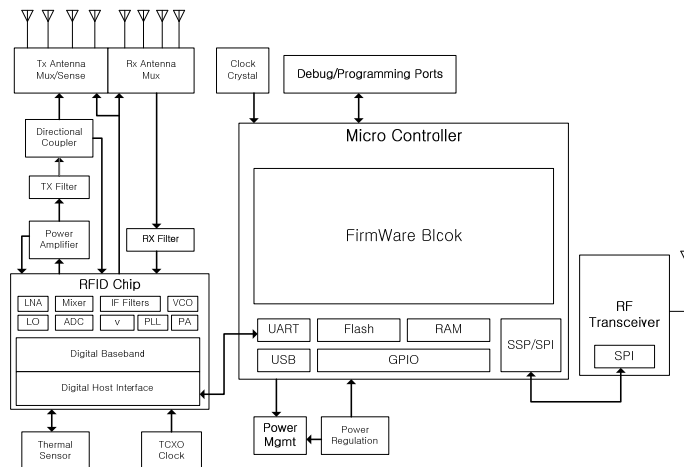 Tx Antenna
Mux/Sense
Rx Antenna
Mux
Clock
Crystal
Debug/Programming Ports
Directional
Coupler
TX Filter
Power
Amplifier
RX Filter
Micro Controller
FirmWare Blcok
RFID Chip
LNA
Mixer
IF Filters
VCO
LO
ADC
v
PLL
PA
Digital Baseband
Digital Host Interface
UART
Flash
RAM
SSP/SPI
USB
GPIO
RF
Transceiver
SPI
Thermal
Sensor
TCXO
Clock
Power
Mgmt
Power
Regulation